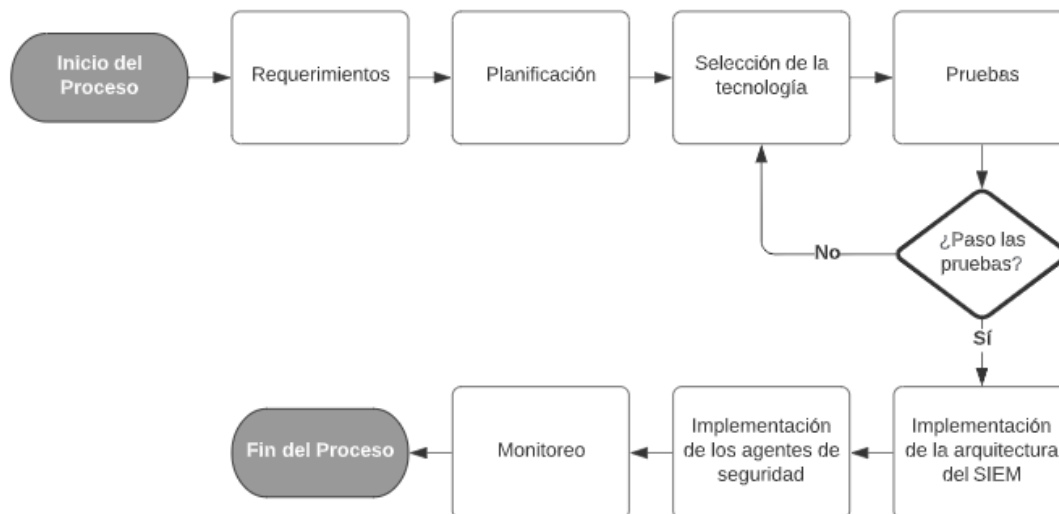 Inicio del
Proceso
Requerimientos
Planificación
Selección de la
tecnología
Pruebas
¿Paso las
pruebas?
No
Sí
Implementación
de la arquitectura
del SIEM
Implementación
de los agentes de
seguridad
Monitoreo
Fin del Proceso